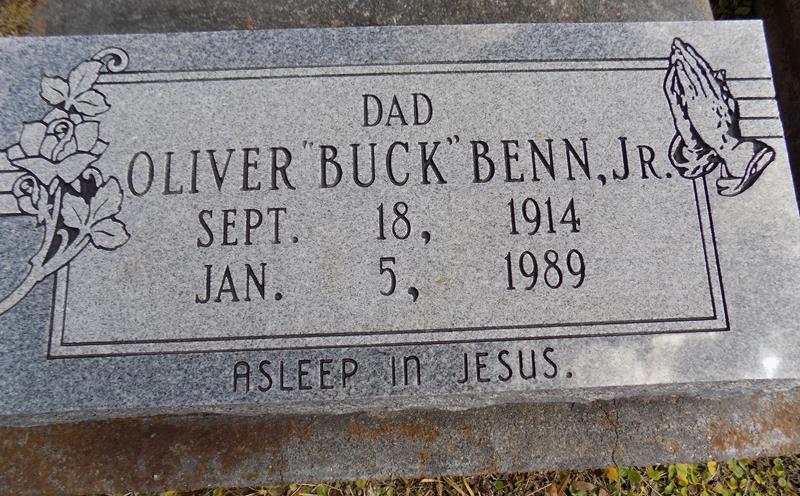 DAD
OLIVER "BUCK" BENN, JR.
SEPT. 18, 1914
JAN. 5, 1989
ASLEEP IN JESUS.